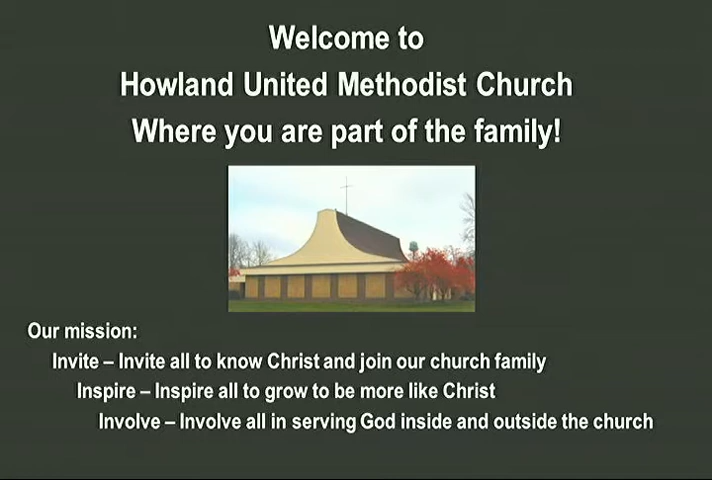 Welcome to
Howland United Methodist Church
Where you are part of the family!
Our mission:
Invite – Invite all to know Christ and join our church family
Inspire – Inspire all to grow to be more like Christ
Involve – Involve all in serving God inside and outside the church